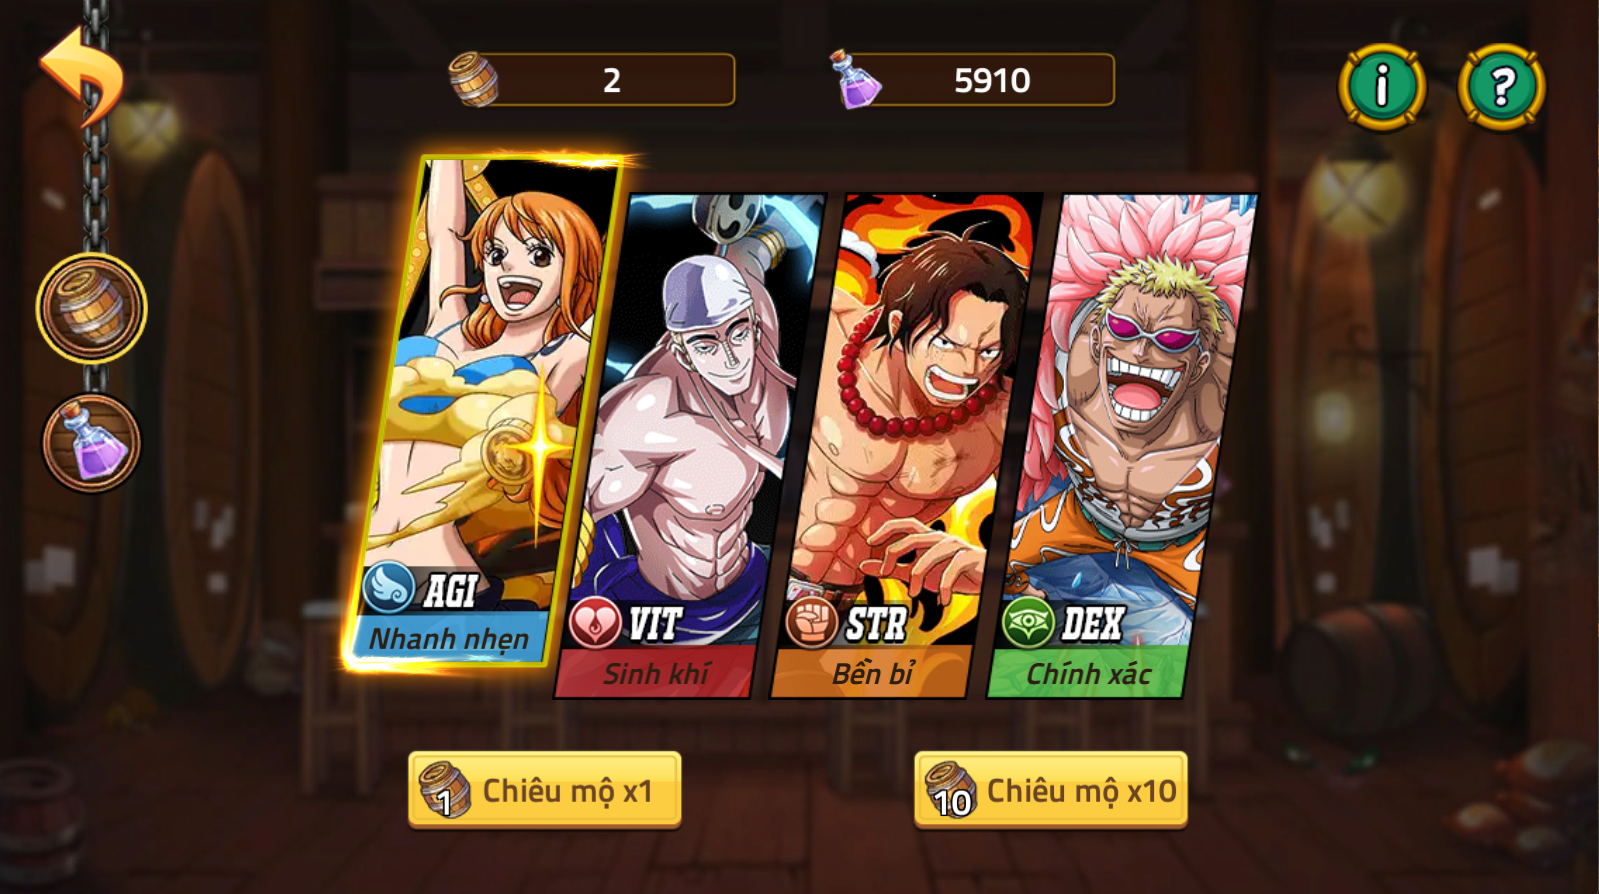 2
5910
i
?
AGI
Nhanh nhẹn
VIT
Sinh khí
STR
Bền bỉ
DEX
Chính xác
1 Chiêu mộ x1
10 Chiêu mộ x10